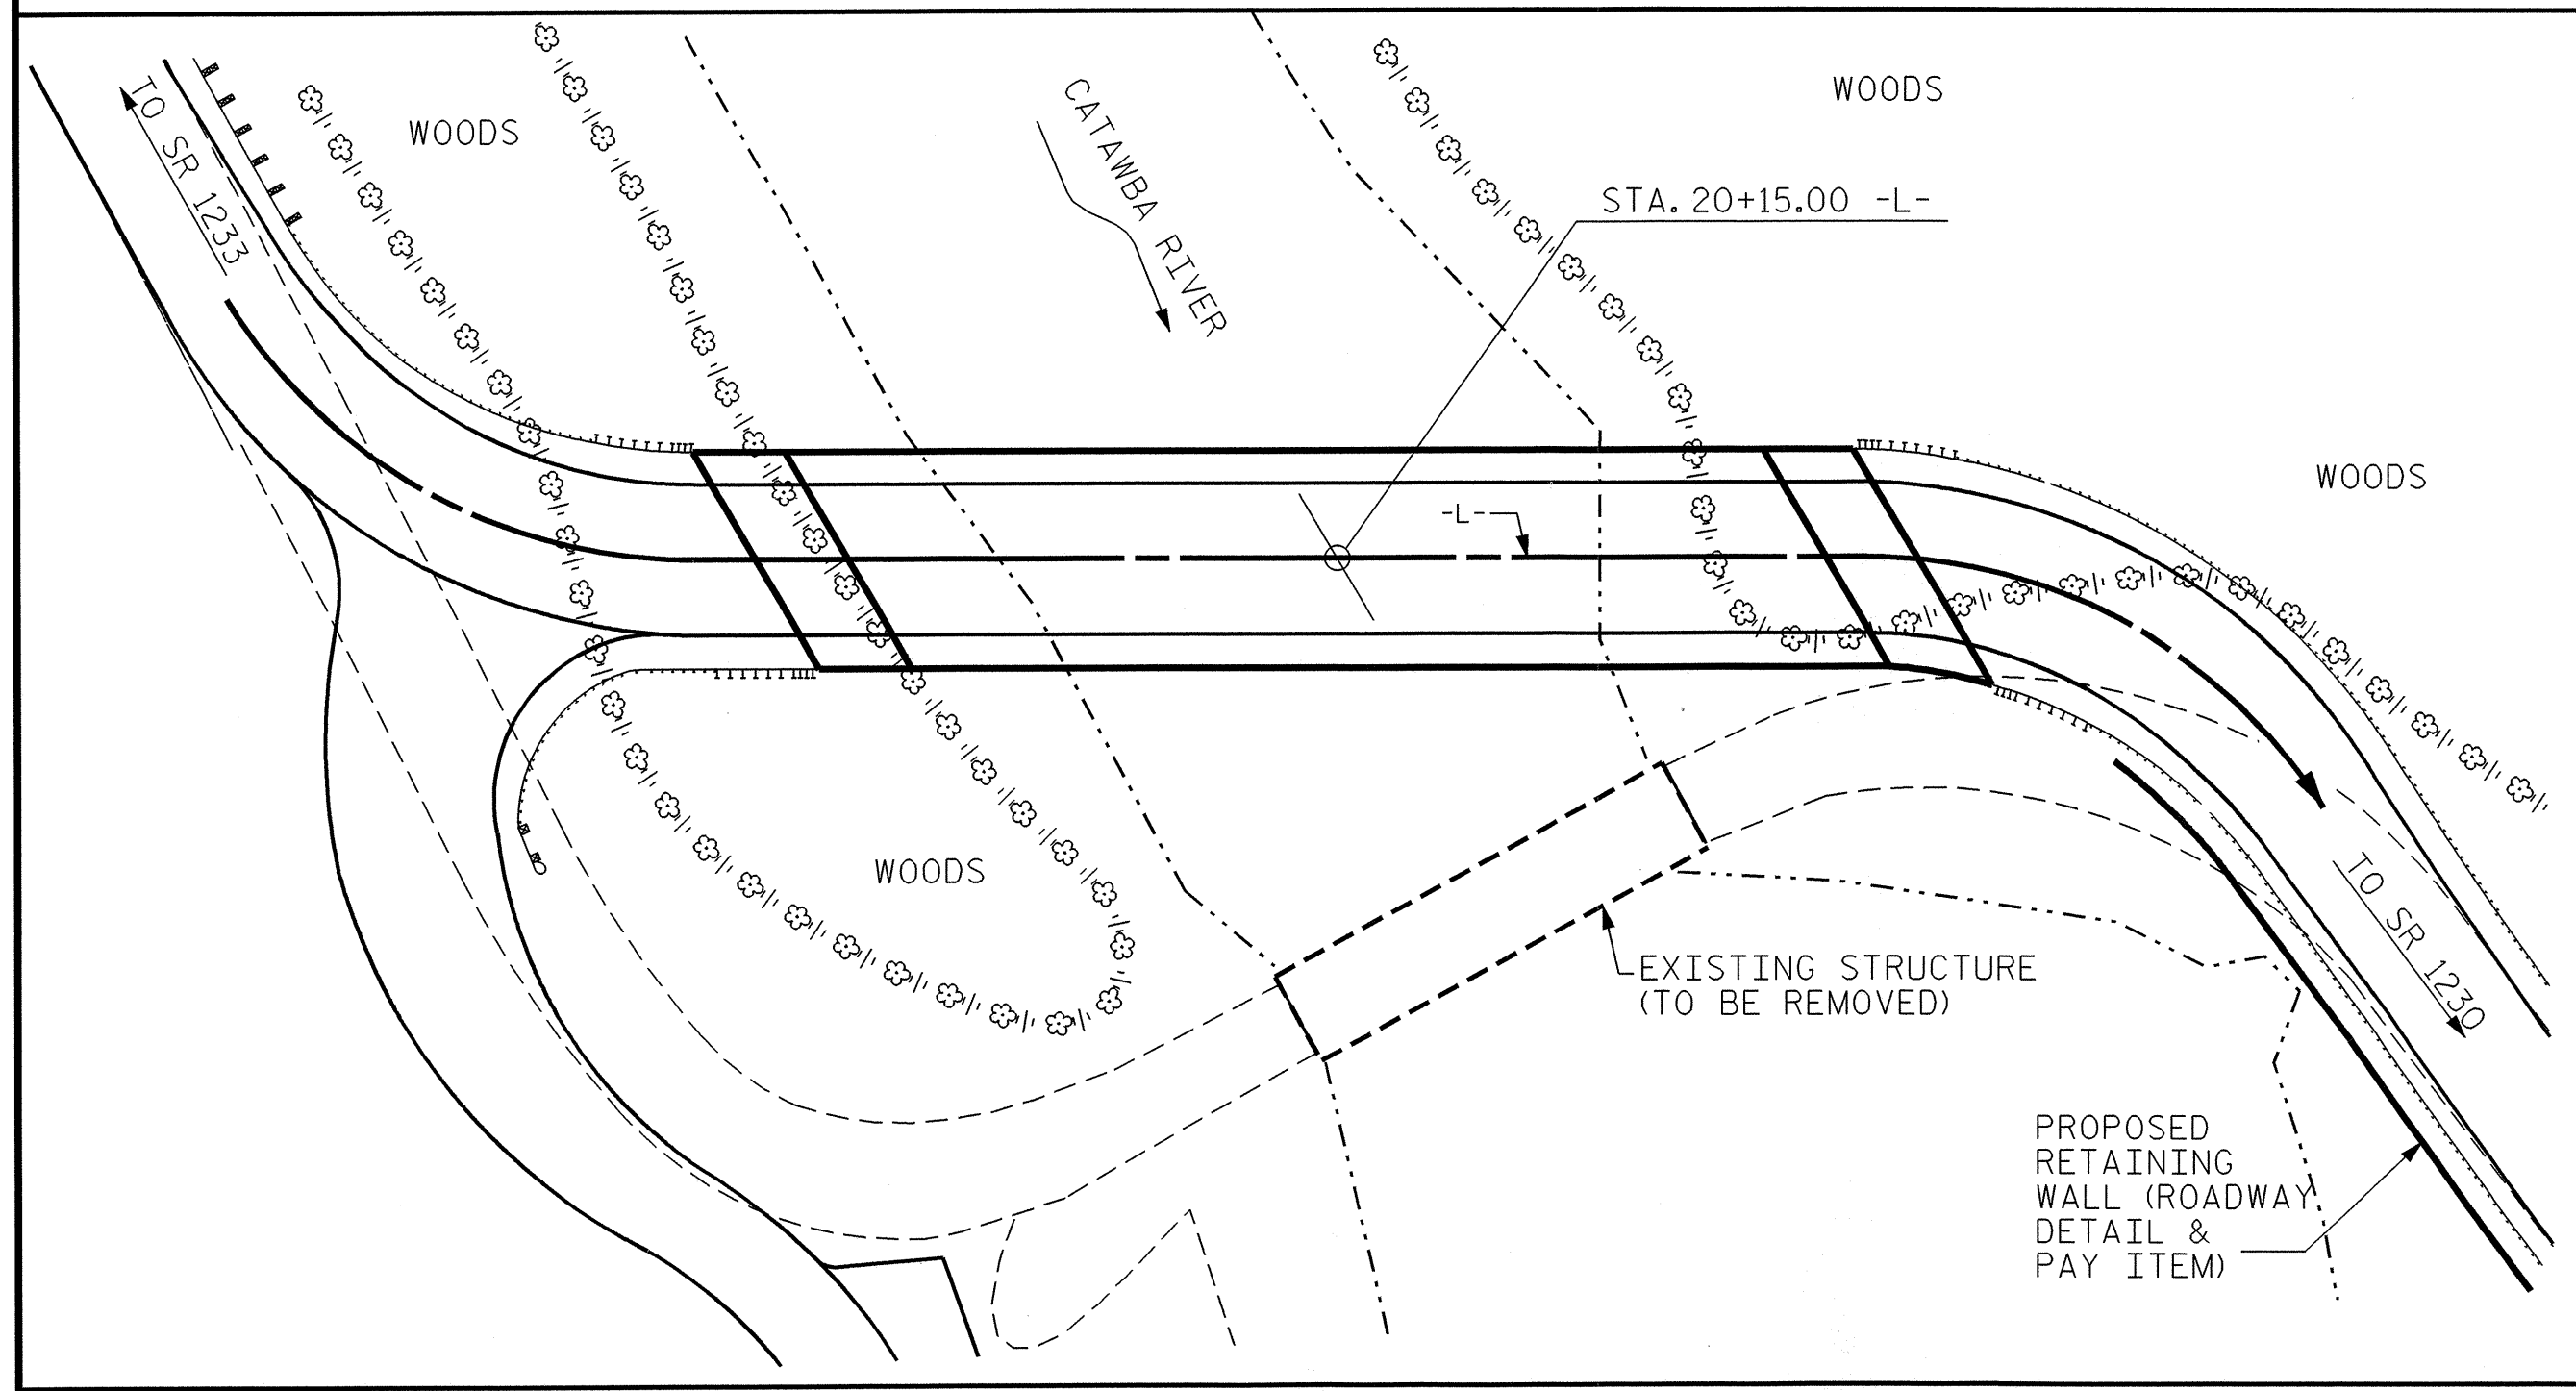 WOODS
TO SR 1233
WOODS
CATAWBA RIVER
STA. 20+15.00 -L-
WOODS
-L-
WOODS
TO SR 1230
EXISTING STRUCTURE
(TO BE REMOVED)
PROPOSED
RETAINING
WALL (ROADWAY
DETAIL &
PAY ITEM)